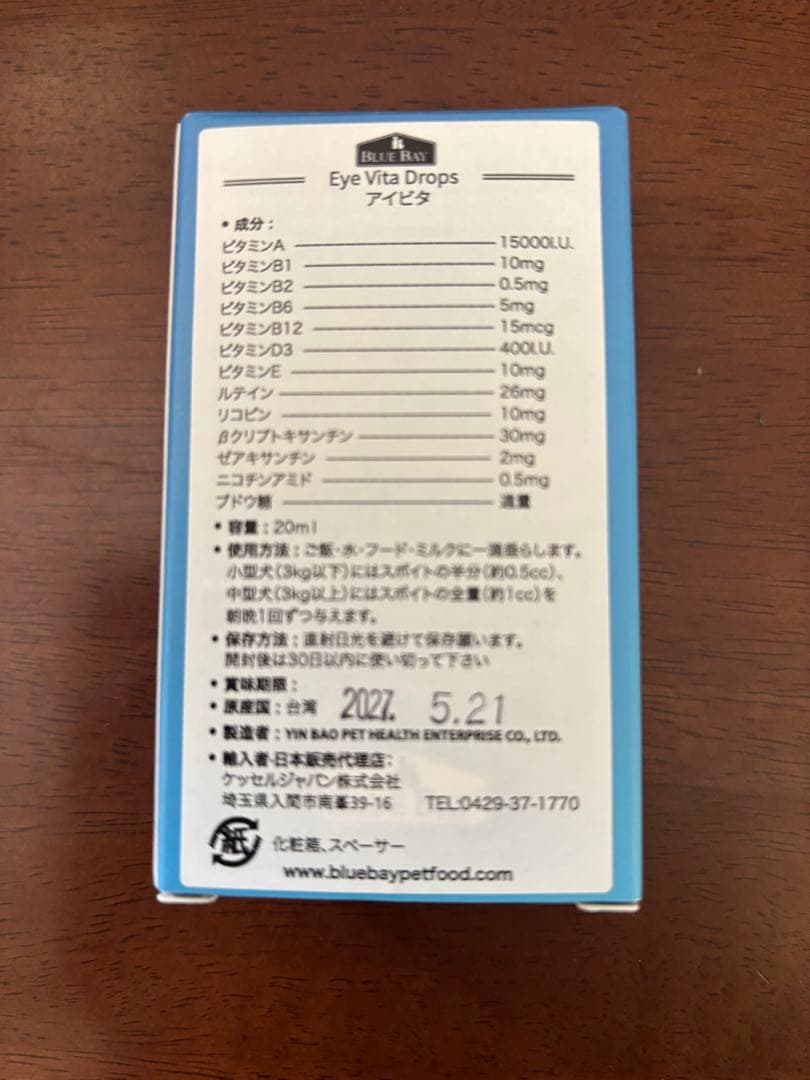 BLUE BAY
Eye Vita Drops
アイビタ
• 成分：
ビタミンA 15000I.U.
ビタミンB1 10mg
ビタミンB2 0.5mg
ビタミンB6 5mg
ビタミンB12 15mcg
ビタミンD3 400I.U.
ビタミンE 10mg
ルテイン 26mg
リコピン 10mg
βクリプトキサンチン 30mg
ゼアキサンチン 2mg
ニコチンアミド 0.5mg
ブドウ糖 適量
• 容量：20ml
• 使用方法：ご飯・水・フード・ミルクに一滴垂らします。
小型犬(3kg以下)にはスポイトの半分(約0.5cc)、
中型犬(3kg以上)にはスポイトの全量(約1cc)を
朝晩1回ずつ与えます。
• 保存方法：直射日光を避けて保存願います。
開封後は30日以内に使い切って下さい
• 賞味期限：
2027. 5.21
• 原産国：台湾
• 製造者：YIN BAO PET HEALTH ENTERPRISE CO., LTD.
• 輸入者・日本販売代理店：
ケッセルジャパン株式会社
埼玉県入間市南峯39-16 TEL:0429-37-1770
紙 化粧箱、スペーサー
www.bluebaypetfood.com